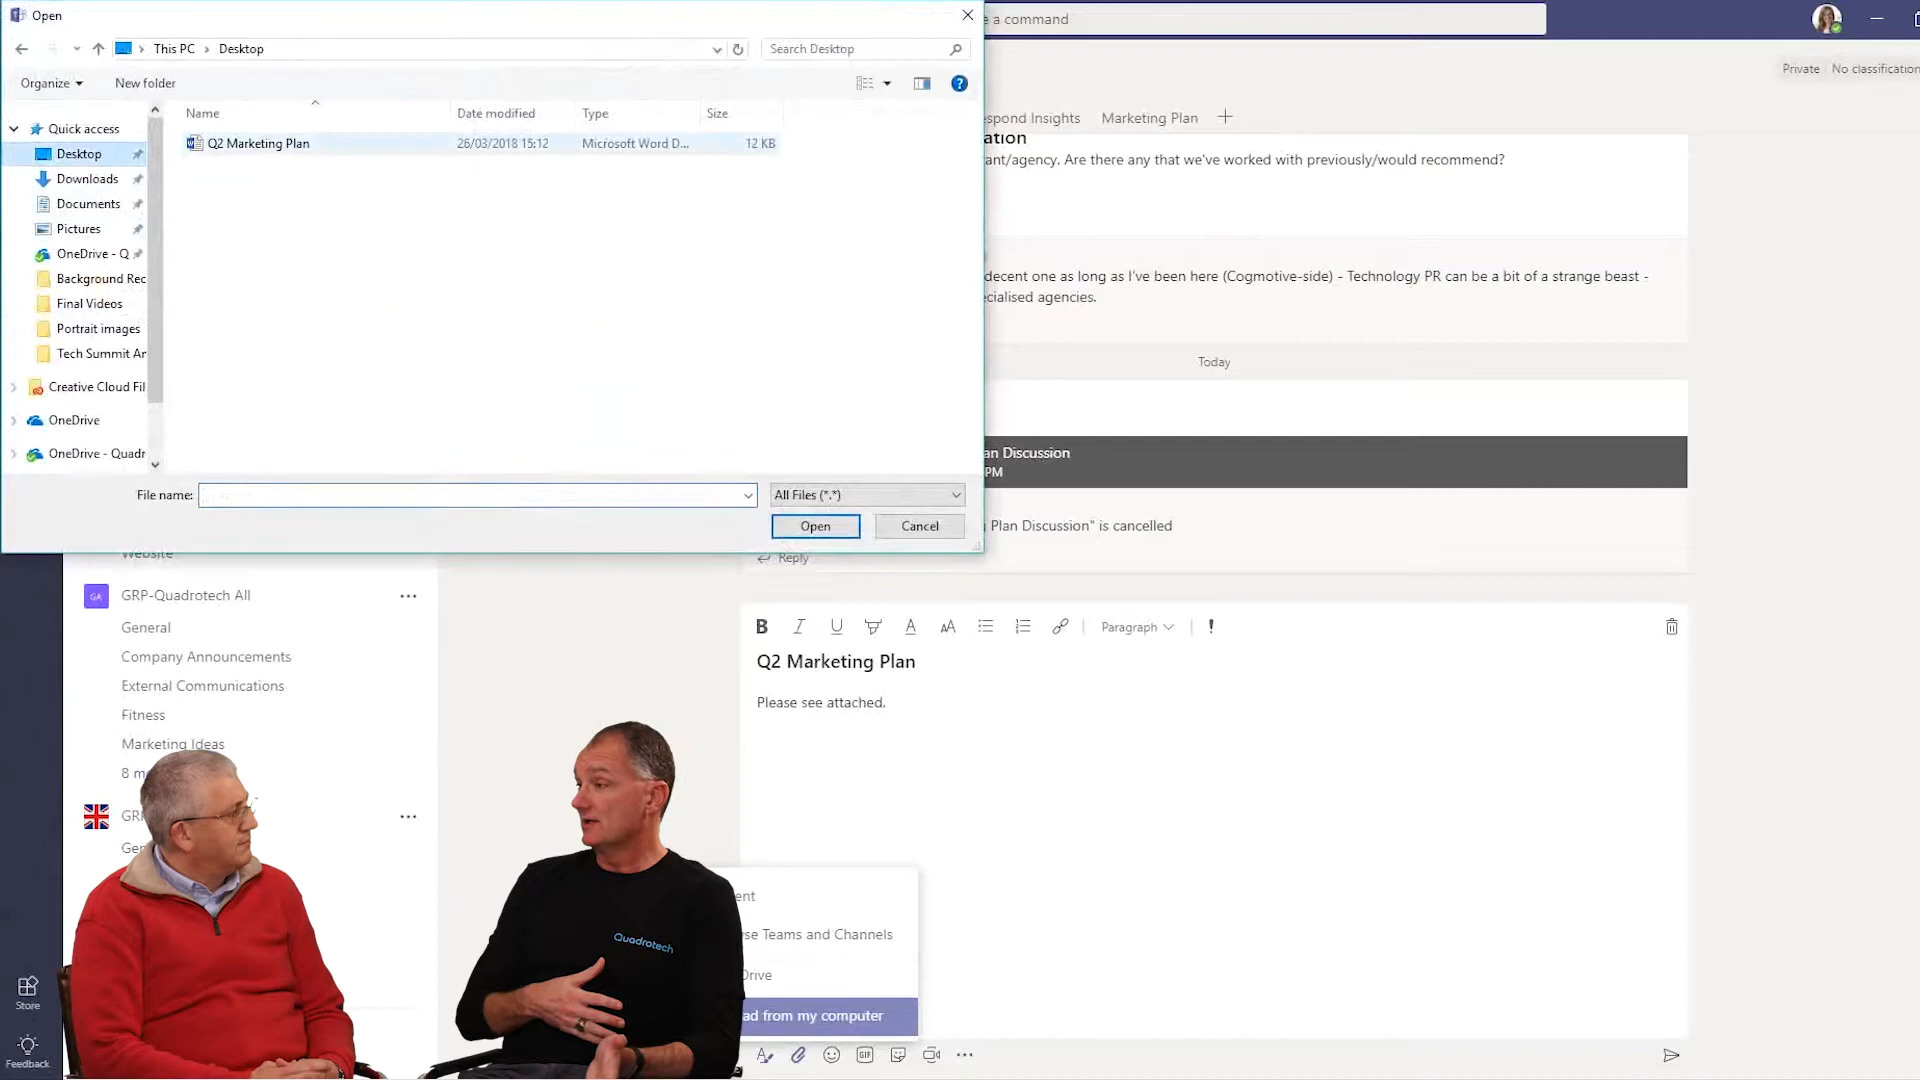 Open
a command
This PC
Desktop
Search Desktop
Private
No classification
Organize
New folder
Name
Date modified
Type
Size
Q2 Marketing Plan
26/03/2018 15:12
Microsoft Word D...
12 KB
Quick access
Desktop
Downloads
Documents
Pictures
OneDrive - Q
Background Rec
Final Videos
Portrait images
Tech Summit Ar
Creative Cloud Fil
OneDrive
OneDrive - Quadr
File name:
All Files (*.*)
Open
Cancel
spond Insights
Marketing Plan
ation
rant/agency. Are there any that we've worked with previously/would recommend?
decent one as long as I've been here (Cogmotive-side) - Technology PR can be a bit of a strange beast -
cialised agencies.
Today
an Discussion
PM
Plan Discussion" is cancelled
Reply
Website
GA
GRP-Quadrotech All
General
Company Announcements
External Communications
Fitness
Marketing Ideas
8 m
GR
Ge
Paragraph
Q2 Marketing Plan
Please see attached.
ent
se Teams and Channels
Drive
ad from my computer
GIF
Store
Feedback
Quadrotech